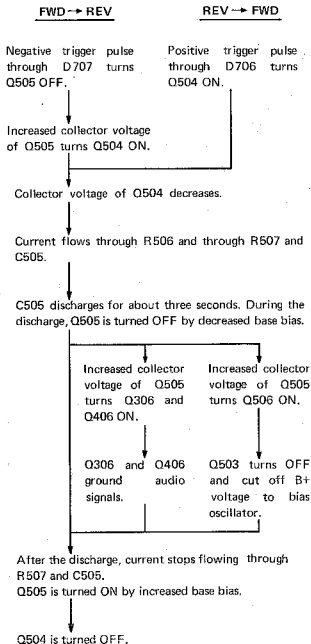 FWD → REV
REV → FWD
Negative trigger pulse
through D707 turns
Q505 OFF.
Positive trigger pulse
through D706 turns
Q504 ON.
Increased collector voltage
of Q505 turns Q504 ON.
Collector voltage of Q504 decreases.
Current flows through R506 and through R507 and
C505.
C505 discharges for about three seconds. During the
discharge, Q505 is turned OFF by decreased base bias.
Increased collector
voltage of Q505
turns Q306 and
Q406 ON.
Increased collector
voltage of Q505
turns Q506 ON.
Q306 and Q406
ground audio
signals.
Q503 turns OFF
and cut off B+
voltage to bias
oscillator.
After the discharge, current stops flowing through
R507 and C505.
Q505 is turned ON by increased base bias.
Q504 is turned OFF.